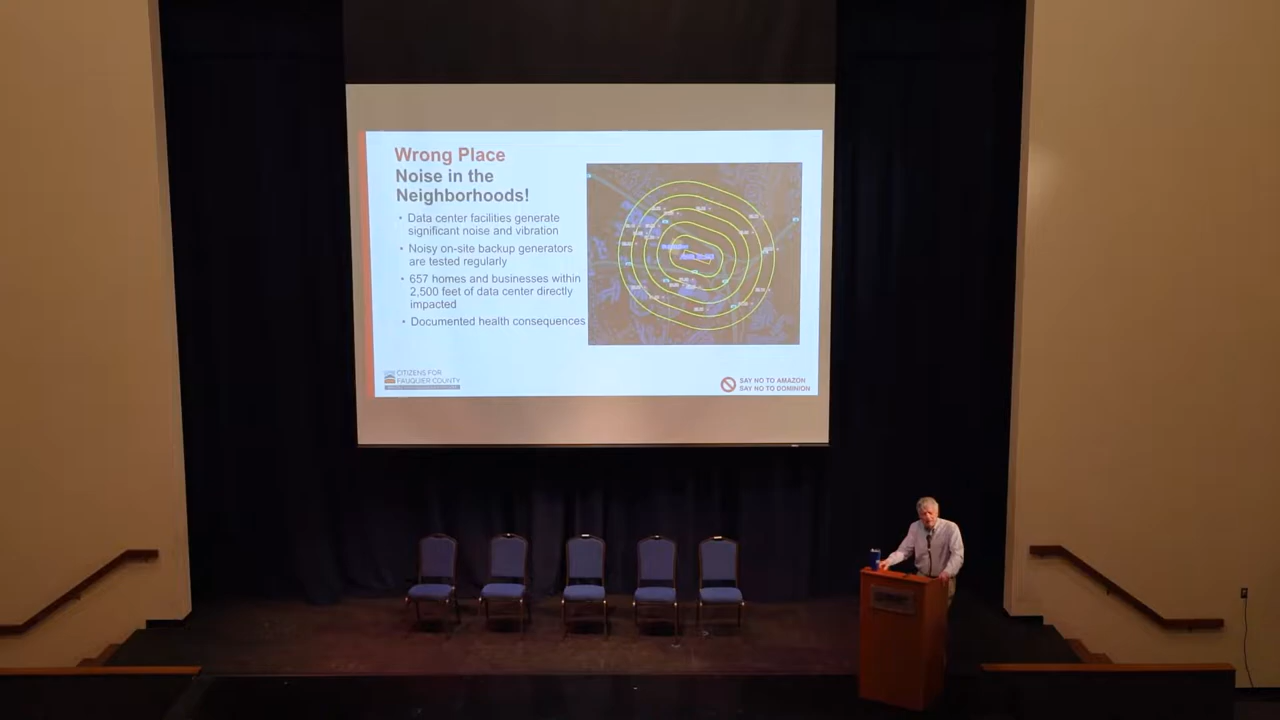 Wrong Place
Noise in the
Neighborhoods!
• Data center facilities generate
significant noise and vibration
• Noisy on-site backup generators
are tested regularly
• 657 homes and businesses within
2,500 feet of data center directly
impacted
• Documented health consequences
CITIZENS FOR
FAUQUIER COUNTY
SAY NO TO AMAZON
SAY NO TO DOMINION